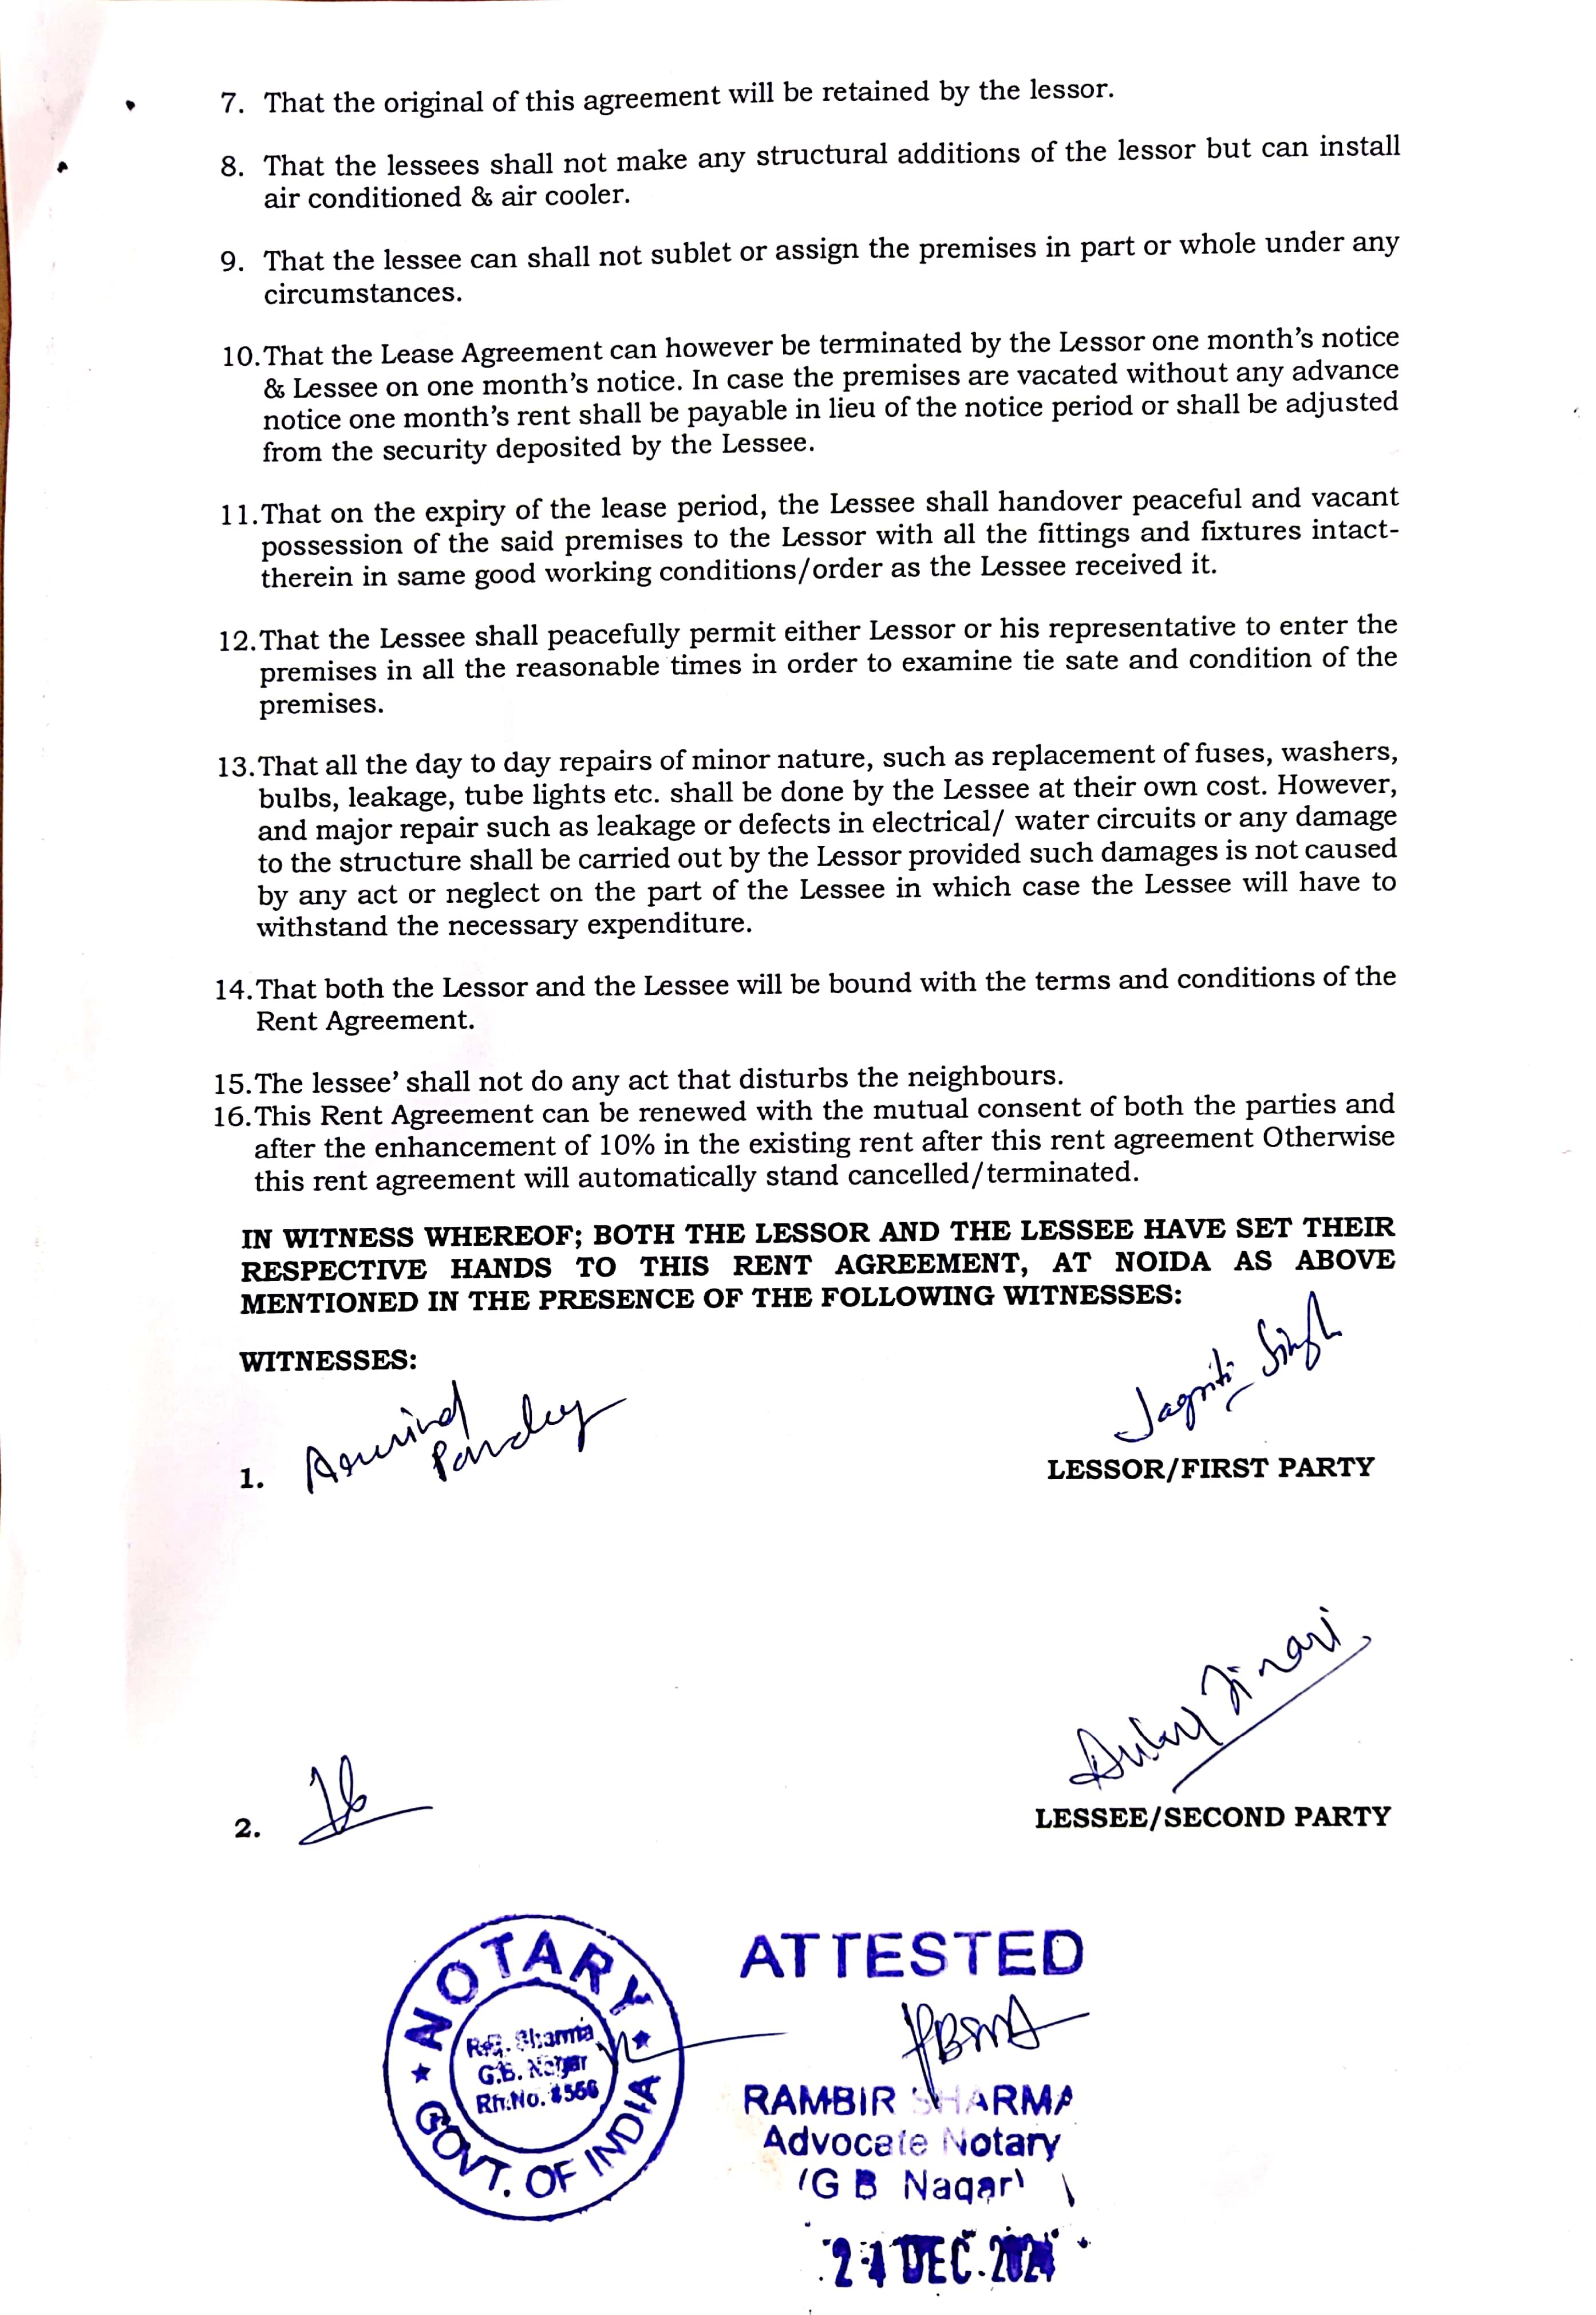 7. That the original of this agreement will be retained by the lessor.
8. That the lessees shall not make any structural additions of the lessor but can install
air conditioned & air cooler.
9. That the lessee can shall not sublet or assign the premises in part or whole under any
circumstances.
10. That the Lease Agreement can however be terminated by the Lessor one month's notice
& Lessee on one month's notice. In case the premises are vacated without any advance
notice one month's rent shall be payable in lieu of the notice period or shall be adjusted
from the security deposited by the Lessee.
11. That on the expiry of the lease period, the Lessee shall handover peaceful and vacant
possession of the said premises to the Lessor with all the fittings and fixtures intact-
therein in same good working conditions/order as the Lessee received it.
12. That the Lessee shall peacefully permit either Lessor or his representative to enter the
premises in all the reasonable times in order to examine tie sate and condition of the
premises.
13. That all the day to day repairs of minor nature, such as replacement of fuses, washers,
bulbs, leakage, tube lights etc. shall be done by the Lessee at their own cost. However,
and major repair such as leakage or defects in electrical/ water circuits or any damage
to the structure shall be carried out by the Lessor provided such damages is not caused
by any act or neglect on the part of the Lessee in which case the Lessee will have to
withstand the necessary expenditure.
14. That both the Lessor and the Lessee will be bound with the terms and conditions of the
Rent Agreement.
15. The lessee' shall not do any act that disturbs the neighbours.
16. This Rent Agreement can be renewed with the mutual consent of both the parties and
after the enhancement of 10% in the existing rent after this rent agreement Otherwise
this rent agreement will automatically stand cancelled/terminated.
IN WITNESS WHEREOF; BOTH THE LESSOR AND THE LESSEE HAVE SET THEIR
RESPECTIVE HANDS TO THIS RENT AGREEMENT, AT NOIDA AS ABOVE
MENTIONED IN THE PRESENCE OF THE FOLLOWING WITNESSES:
WITNESSES:
Jagriti Singh
Pandey
1.
LESSOR/FIRST PARTY
2.
LESSEE/SECOND PARTY
NOTARY
Sharma
G.B. Nagar
GOVT. OF INDIA
ATTESTED
RAMBIR SHARMA
Advocate Notary
(G B Nagar)
24 DEC. 2024